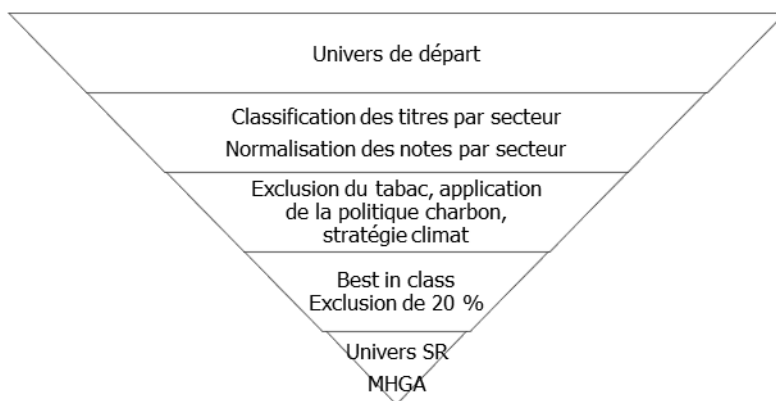 Univers de départ
Classification des titres par secteur
Normalisation des notes par secteur
Exclusion du tabac, application
de la politique charbon,
stratégie climat
Best in class
Exclusion de 20 %
Univers SR
MHGA